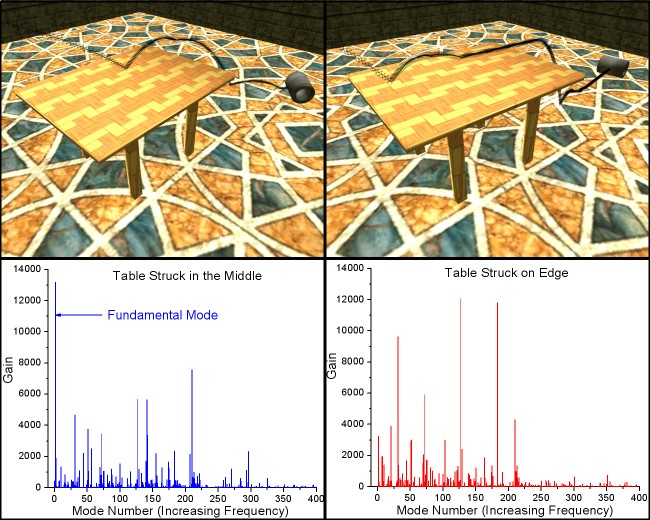 Table Struck in the Middle
Fundamental Mode
Gain
14000
12000
10000
8000
6000
4000
2000
0
0 50 100 150 200 250 300 350 400
Mode Number (Increasing Frequency)
Table Struck on Edge
Gain
14000
12000
10000
8000
6000
4000
2000
0
0 50 100 150 200 250 300 350 400
Mode Number (Increasing Frequency)